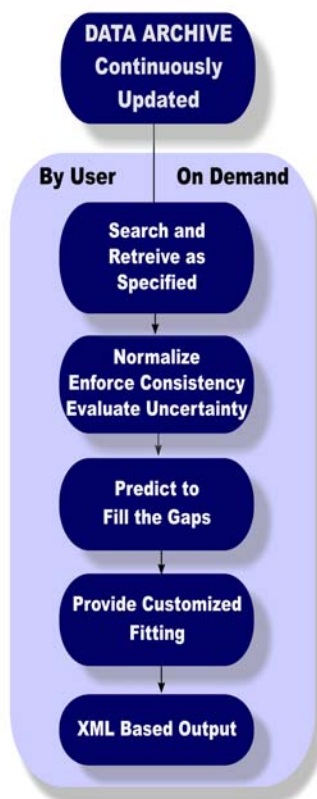 DATA ARCHIVE
Continuously
Updated
By User On Demand
Search and
Retreive as
Specified
Normalize
Enforce Consistency
Evaluate Uncertainty
Predict to
Fill the Gaps
Provide Customized
Fitting
XML Based Output